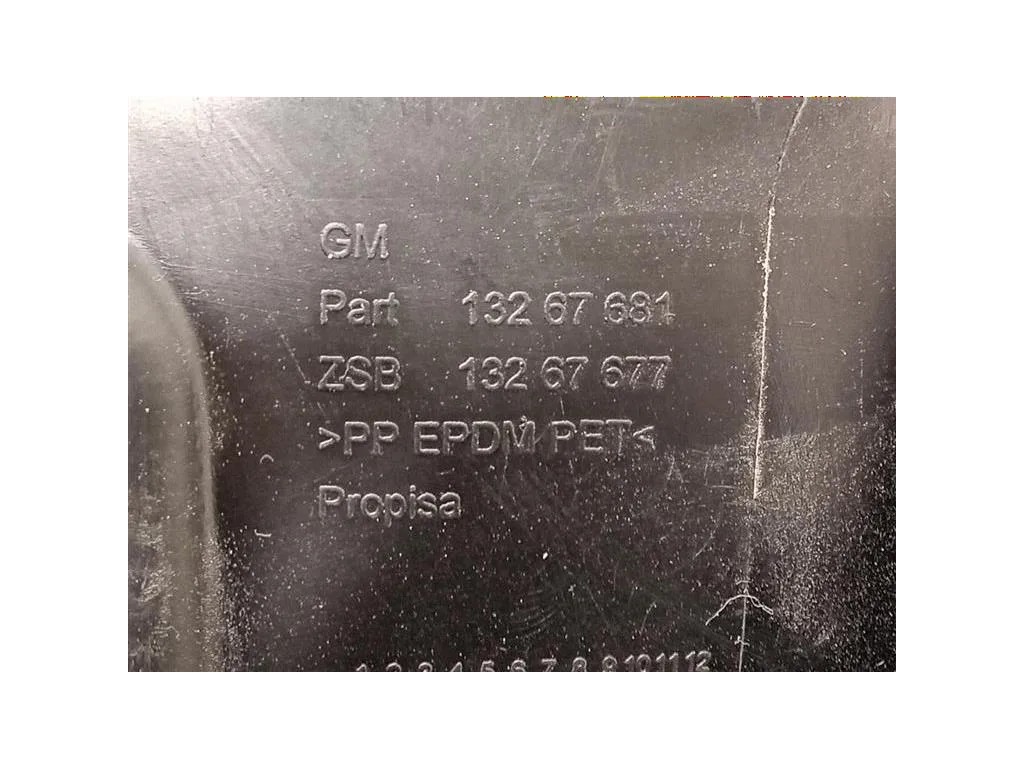 GM
Part 132 67 681
ZSB 132 67 677
>PP EPDM PET<
Propisa
1 2 3 4 5 6 7 8 9 10 11 12